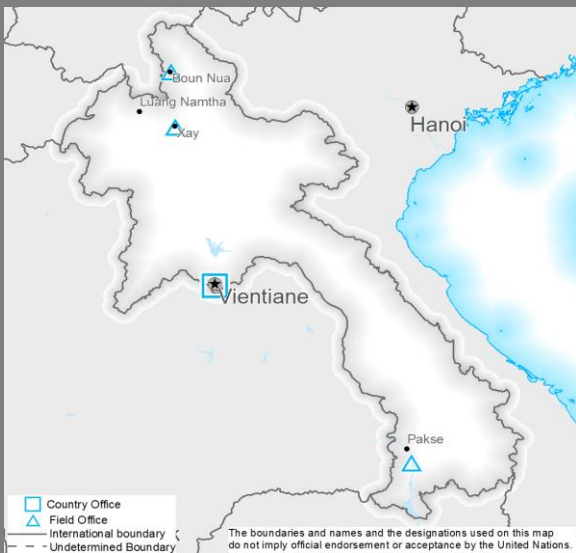 Boun Nua
Luang Namtha
Xay
Hanoi
Vientiane
Pakse
Country Office
Field Office
International boundary
Undetermined Boundary
The boundaries and names and the designations used on this map
do not imply official endorsement or acceptance by the United Nations.